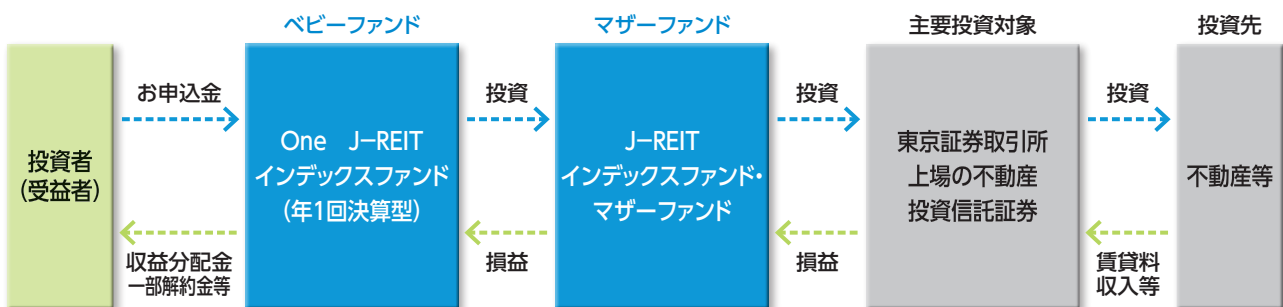 ベビーファンド
マザーファンド
主要投資対象
投資先
投資者
(受益者)
お申込金
収益分配金
一部解約金等
One J-REIT
インデックスファンド
(年1回決算型)
投資
損益
J-REIT
インデックスファンド・
マザーファンド
投資
損益
東京証券取引所
上場の不動産
投資信託証券
投資
賃貸料
収入等
不動産等